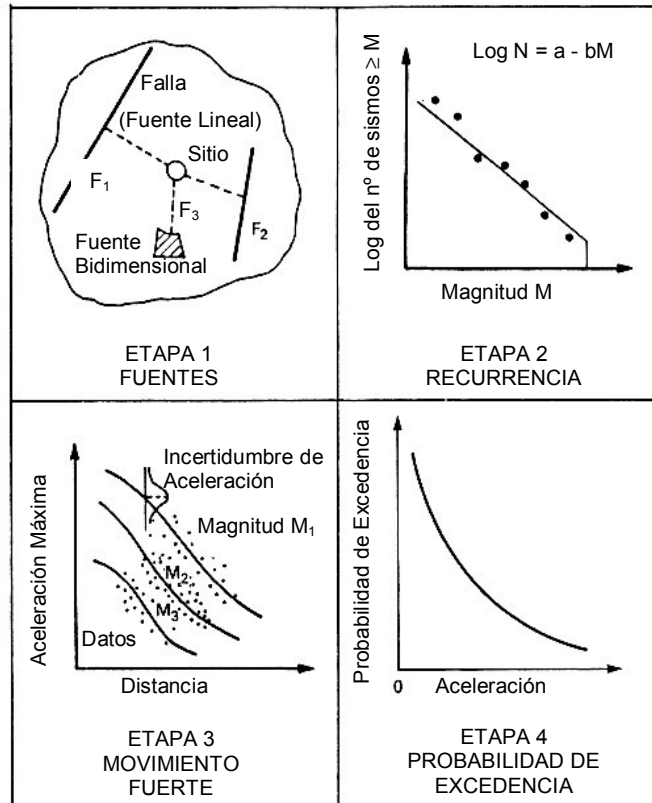 Falla
(Fuente Lineal)
Sitio
F₁
F₃
F₂
Fuente
Bidimensional
ETAPA 1
FUENTES
Log N = a - bM
Log del nº de sismos ≥ M
Magnitud M
ETAPA 2
RECURRENCIA
Incertidumbre de
Aceleración
Magnitud M₁
M₂
M₃
Datos
Aceleración Máxima
Distancia
ETAPA 3
MOVIMIENTO
FUERTE
Probabilidad de Excedencia
0
Aceleración
ETAPA 4
PROBABILIDAD DE
EXCEDENCIA